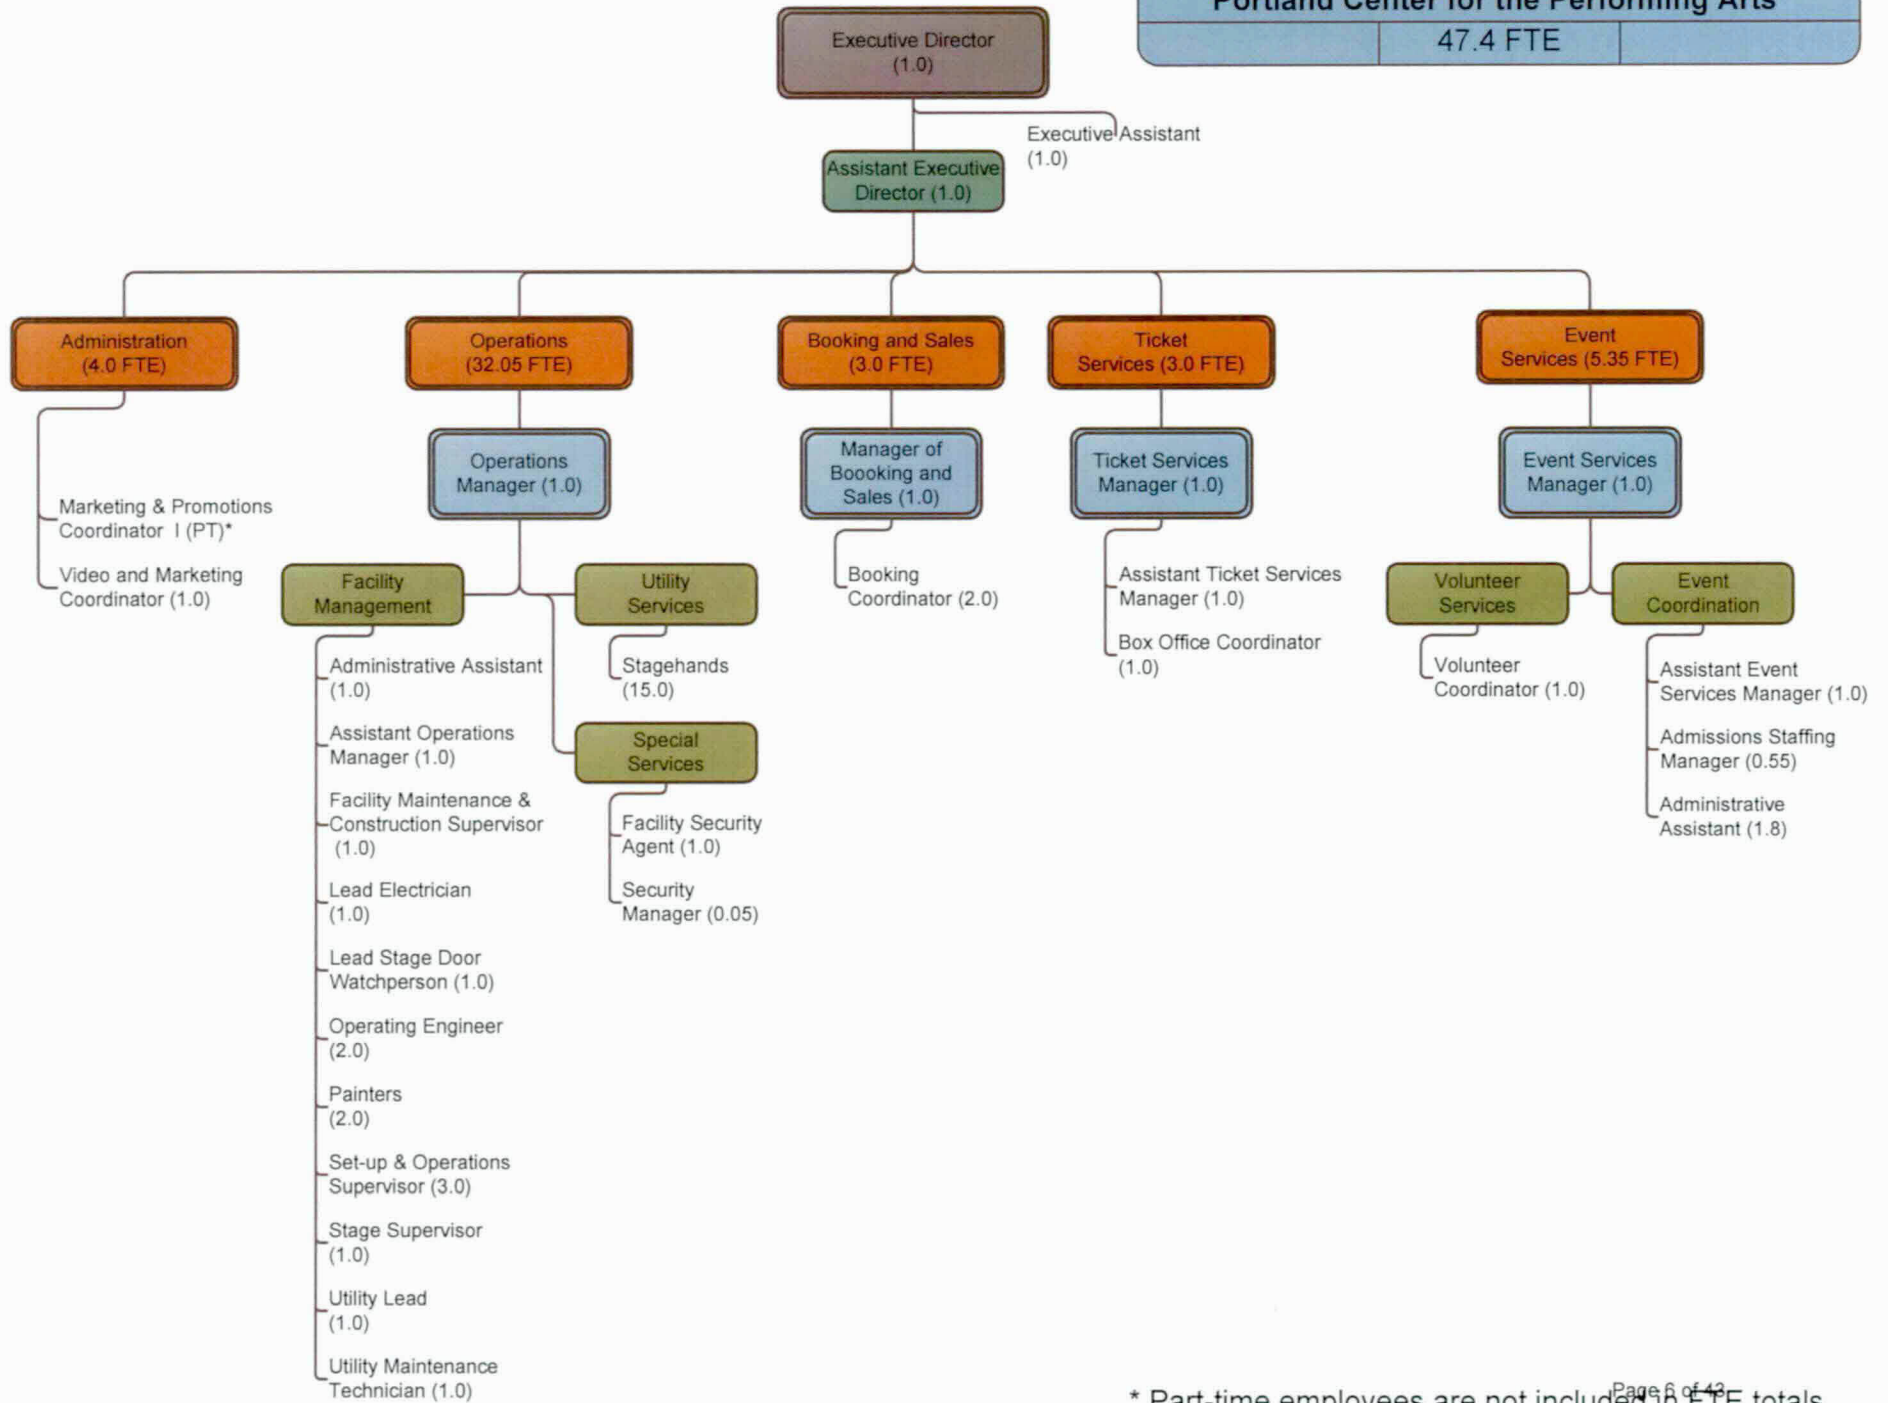 Portland Center for the Performing Arts
47.4 FTE
Executive Director
(1.0)
Executive Assistant
(1.0)
Assistant Executive
Director (1.0)
Administration
(4.0 FTE)
Marketing & Promotions
Coordinator I (PT)*
Video and Marketing
Coordinator (1.0)
Operations
(32.05 FTE)
Operations
Manager (1.0)
Facility
Management
Administrative Assistant
(1.0)
Assistant Operations
Manager (1.0)
Facility Maintenance &
Construction Supervisor
(1.0)
Lead Electrician
(1.0)
Lead Stage Door
Watchperson (1.0)
Operating Engineer
(2.0)
Painters
(2.0)
Set-up & Operations
Supervisor (3.0)
Stage Supervisor
(1.0)
Utility Lead
(1.0)
Utility Maintenance
Technician (1.0)
Utility
Services
Stagehands
(15.0)
Special
Services
Facility Security
Agent (1.0)
Security
Manager (0.05)
Booking and Sales
(3.0 FTE)
Manager of
Boooking and
Sales (1.0)
Booking
Coordinator (2.0)
Ticket
Services (3.0 FTE)
Ticket Services
Manager (1.0)
Assistant Ticket Services
Manager (1.0)
Box Office Coordinator
(1.0)
Event
Services (5.35 FTE)
Event Services
Manager (1.0)
Volunteer
Services
Volunteer
Coordinator (1.0)
Event
Coordination
Assistant Event
Services Manager (1.0)
Admissions Staffing
Manager (0.55)
Administrative
Assistant (1.8)
Page 6 of 43
* Part-time employees are not included in FTE totals